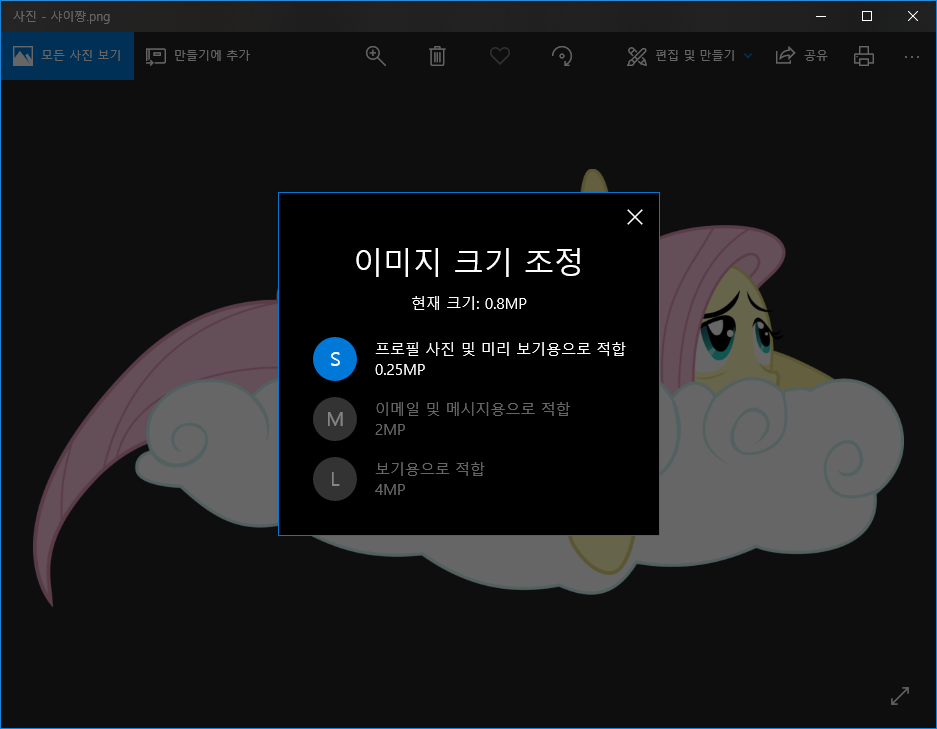 사진 - 샤이쨩.png
모든 사진 보기
만들기에 추가
편집 및 만들기
공유
이미지 크기 조정
현재 크기: 0.8MP
S
프로필 사진 및 미리 보기용으로 적합
0.25MP
M
이메일 및 메시지용으로 적합
2MP
L
보기용으로 적합
4MP